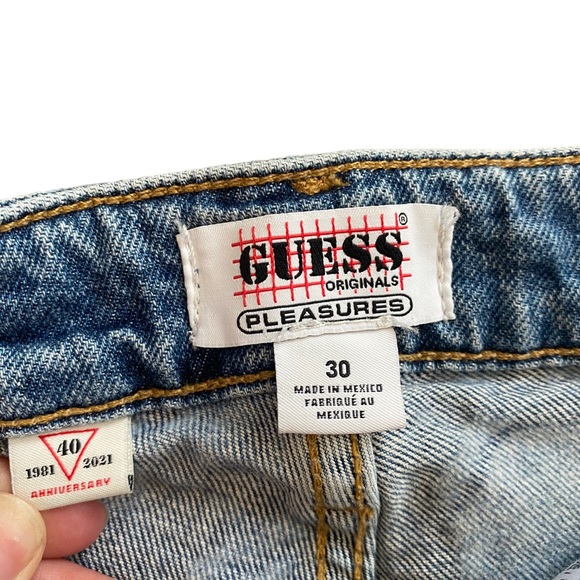 GUESS®
ORIGINALS
PLEASURES
30
MADE IN MEXICO
FABRIQUÉ AU
MEXIQUE
40
1981 2021
ANNIVERSARY